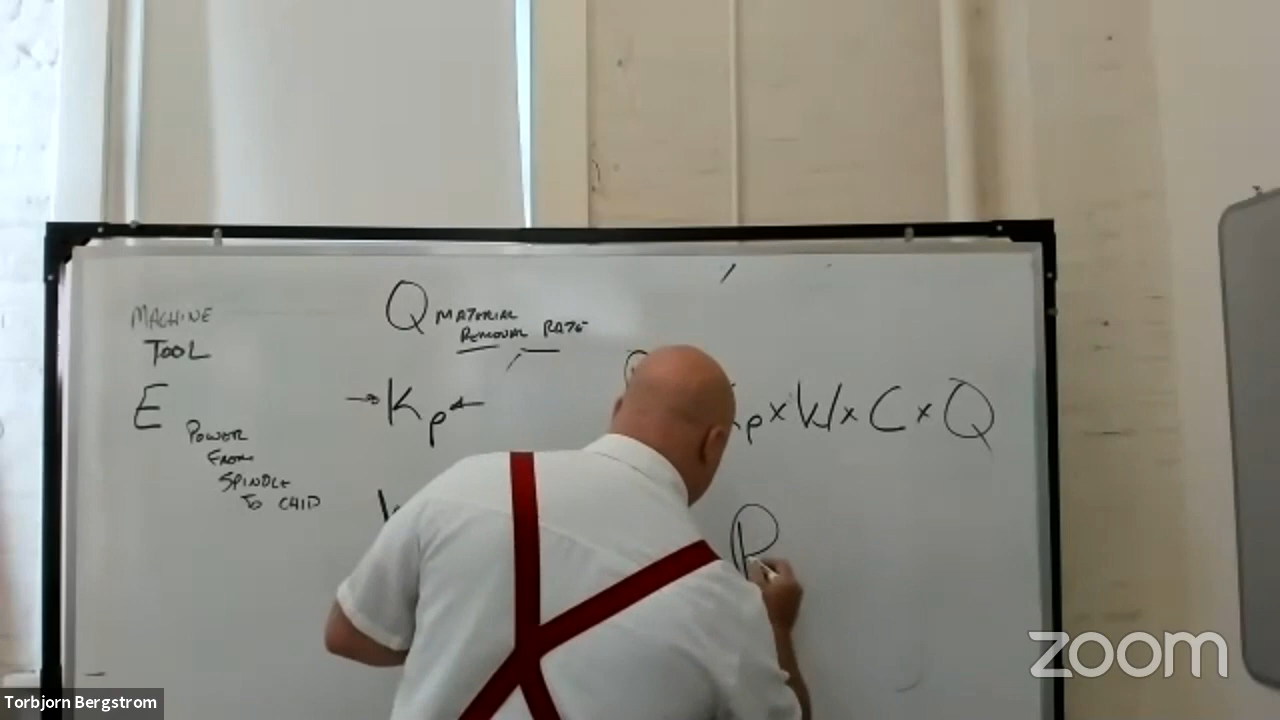 MACHINE
TOOL
E
POWER
FROM
SPINDLE
TO CHIP
Q MATERIAL
REMOVAL RATE
Kp
p × W × C × Q
P
zoom
Torbjorn Bergstrom